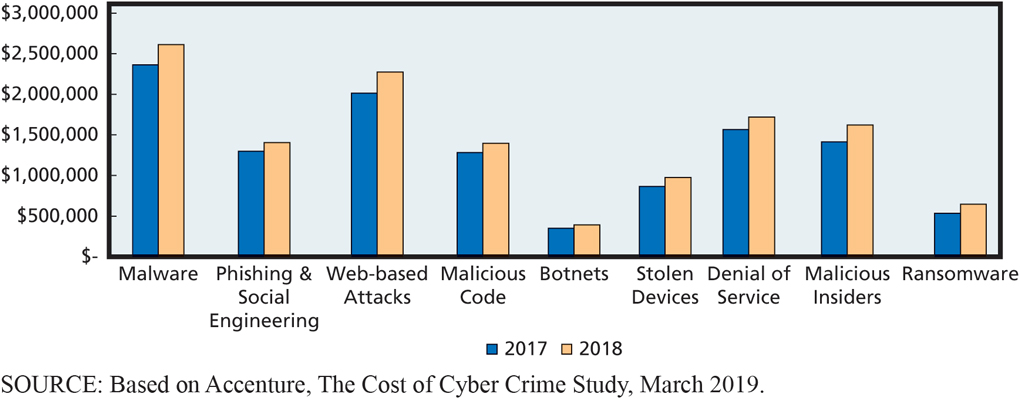 $3,000,000
$2,500,000
$2,000,000
$1,500,000
$1,000,000
$500,000
$-
Malware
Phishing &
Social
Engineering
Web-based
Attacks
Malicious
Code
Botnets
Stolen
Devices
Denial of
Service
Malicious
Insiders
Ransomware
2017 2018
SOURCE: Based on Accenture, The Cost of Cyber Crime Study, March 2019.